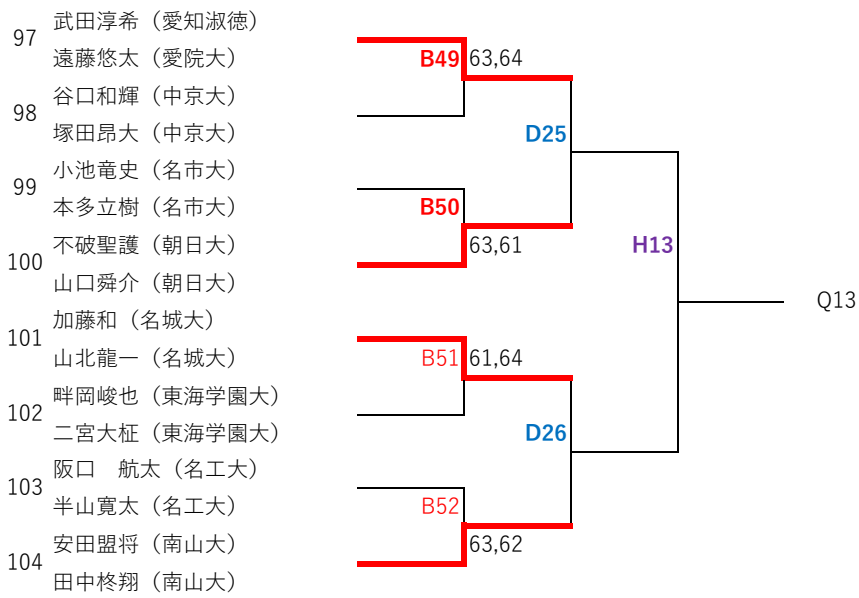 武田淳希（愛知淑徳）
97
遠藤悠太（愛院大）
B49 63,64
谷口和輝（中京大）
98
塚田昂大（中京大）
D25
小池竜史（名市大）
99
本多立樹（名市大）
B50
不破聖護（朝日大）
63,61
H13
100
山口舜介（朝日大）
Q13
加藤和（名城大）
101
山北龍一（名城大）
B51 61,64
畔岡峻也（東海学園大）
102
二宮大柾（東海学園大）
D26
阪口　航太（名工大）
103
半山寛太（名工大）
B52
安田盟将（南山大）
63,62
104
田中柊翔（南山大）